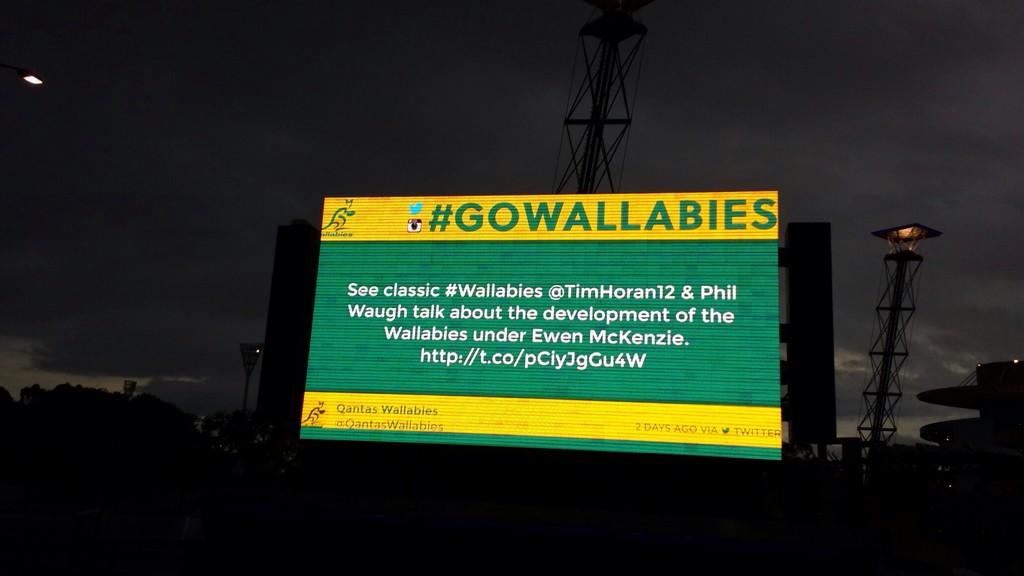 #GOWALLABIES
allabies
See classic #Wallabies @TimHoran12 & Phil
Waugh talk about the development of the
Wallabies under Ewen McKenzie.
http://t.co/pCiyJgGu4W
Qantas Wallabies
@QantasWallabies
2 DAYS AGO VIA TWITTER